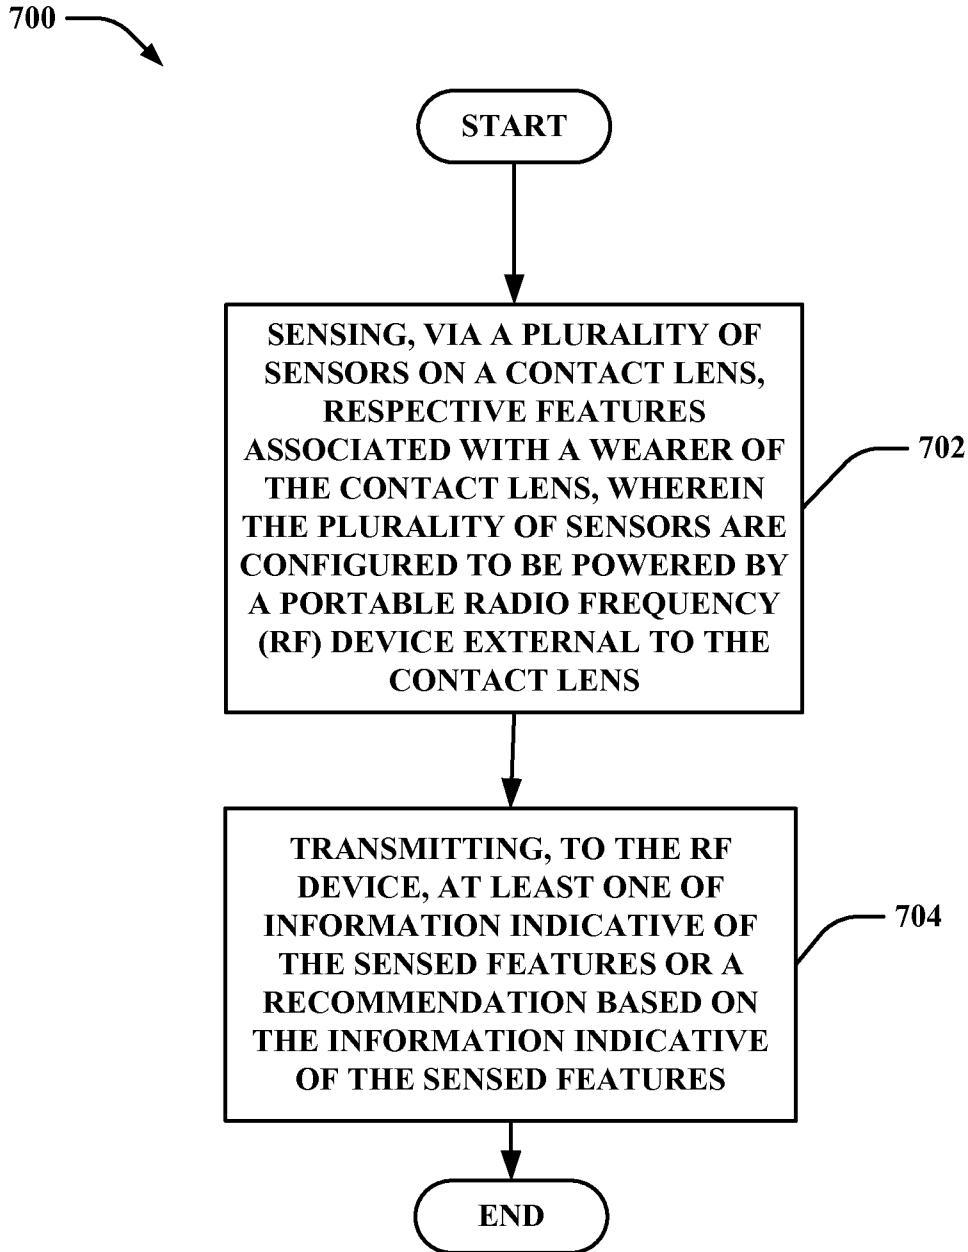 700
START
SENSING, VIA A PLURALITY OF
SENSORS ON A CONTACT LENS,
RESPECTIVE FEATURES
ASSOCIATED WITH A WEARER OF
THE CONTACT LENS, WHEREIN
THE PLURALITY OF SENSORS ARE
CONFIGURED TO BE POWERED BY
A PORTABLE RADIO FREQUENCY
(RF) DEVICE EXTERNAL TO THE
CONTACT LENS
702
TRANSMITTING, TO THE RF
DEVICE, AT LEAST ONE OF
INFORMATION INDICATIVE OF
THE SENSED FEATURES OR A
RECOMMENDATION BASED ON
THE INFORMATION INDICATIVE
OF THE SENSED FEATURES
704
END